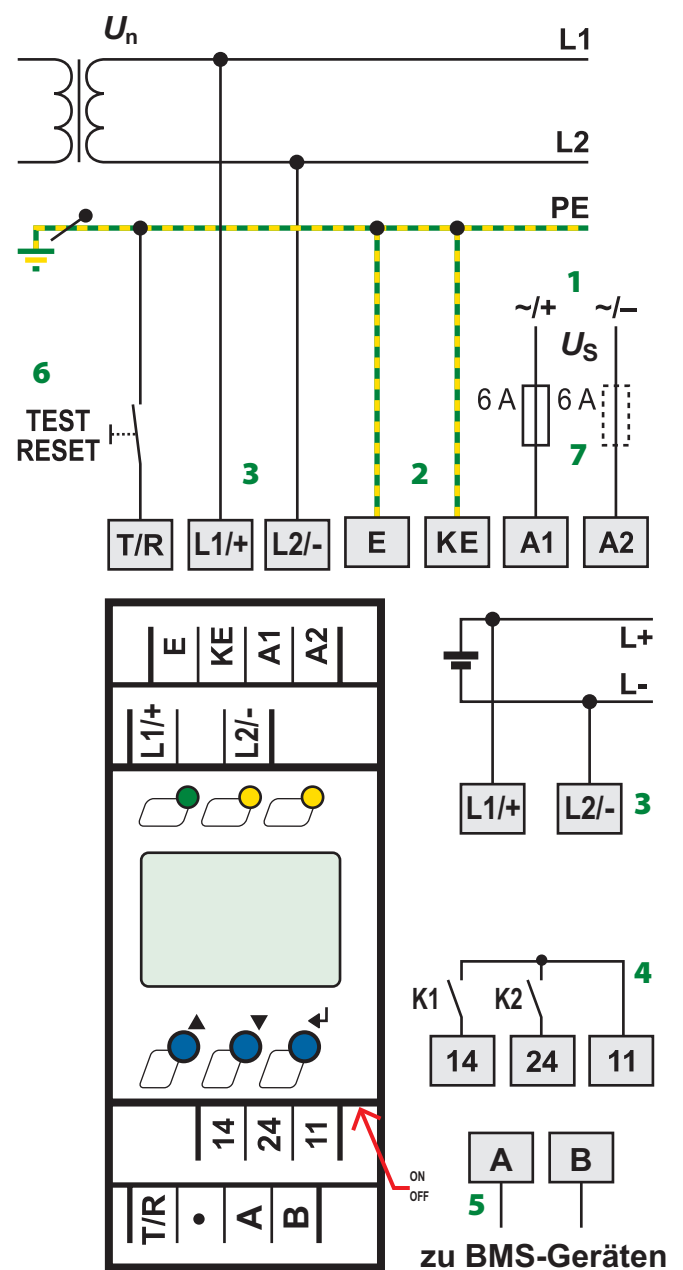 Un
L1
L2
PE
1
~/+ ~/–
US
6 A 6 A
7
6
TEST
RESET
3
2
T/R L1/+ L2/- E KE A1 A2
E KE A1 A2
L1/+ L2/-
L+
L-
L1/+ L2/- 3
▲ ▼ ↵
4
K1 K2
14 24 11
14 24 11
ON
OFF
T/R • A B
A B
5
zu BMS-Geräten